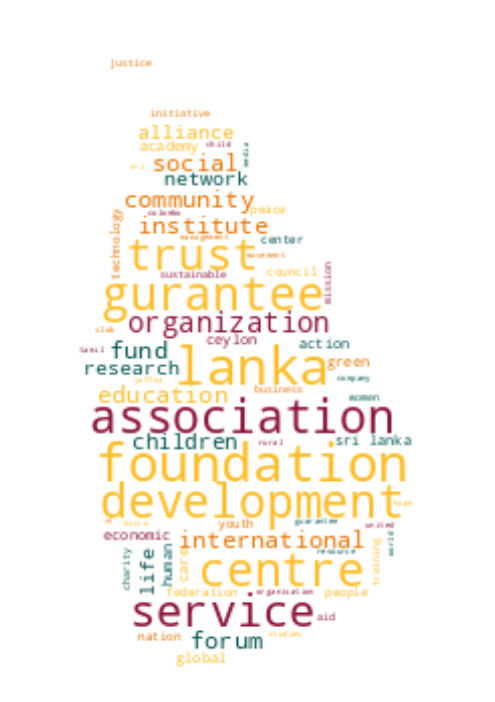 justice
initiative
alliance
academy child
media
sri social
network
community
colombo peace
institute
technology
management center
trust movement
sustainable council
mission
gurantee
organization
club
ceylon action
tamil fund
lanka green
research
jaffna company
education business women
association
children rural sri lanka
foundation
development hope
micro youth guarantee united
economic international
world
resource
charity life human care centre training
federation organisation people
service aid
nation forum studies
global